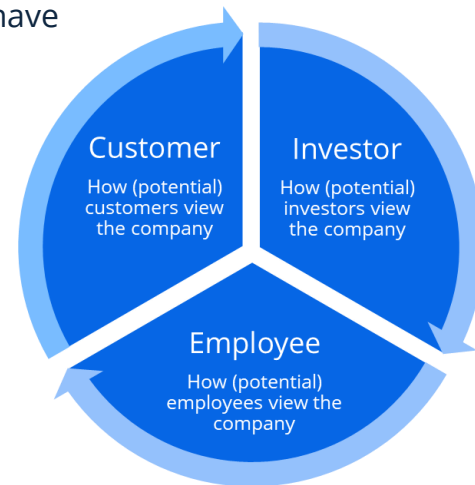 have
Customer
How (potential)
customers view
the company
Investor
How (potential)
investors view
the company
Employee
How (potential)
employees view the
company